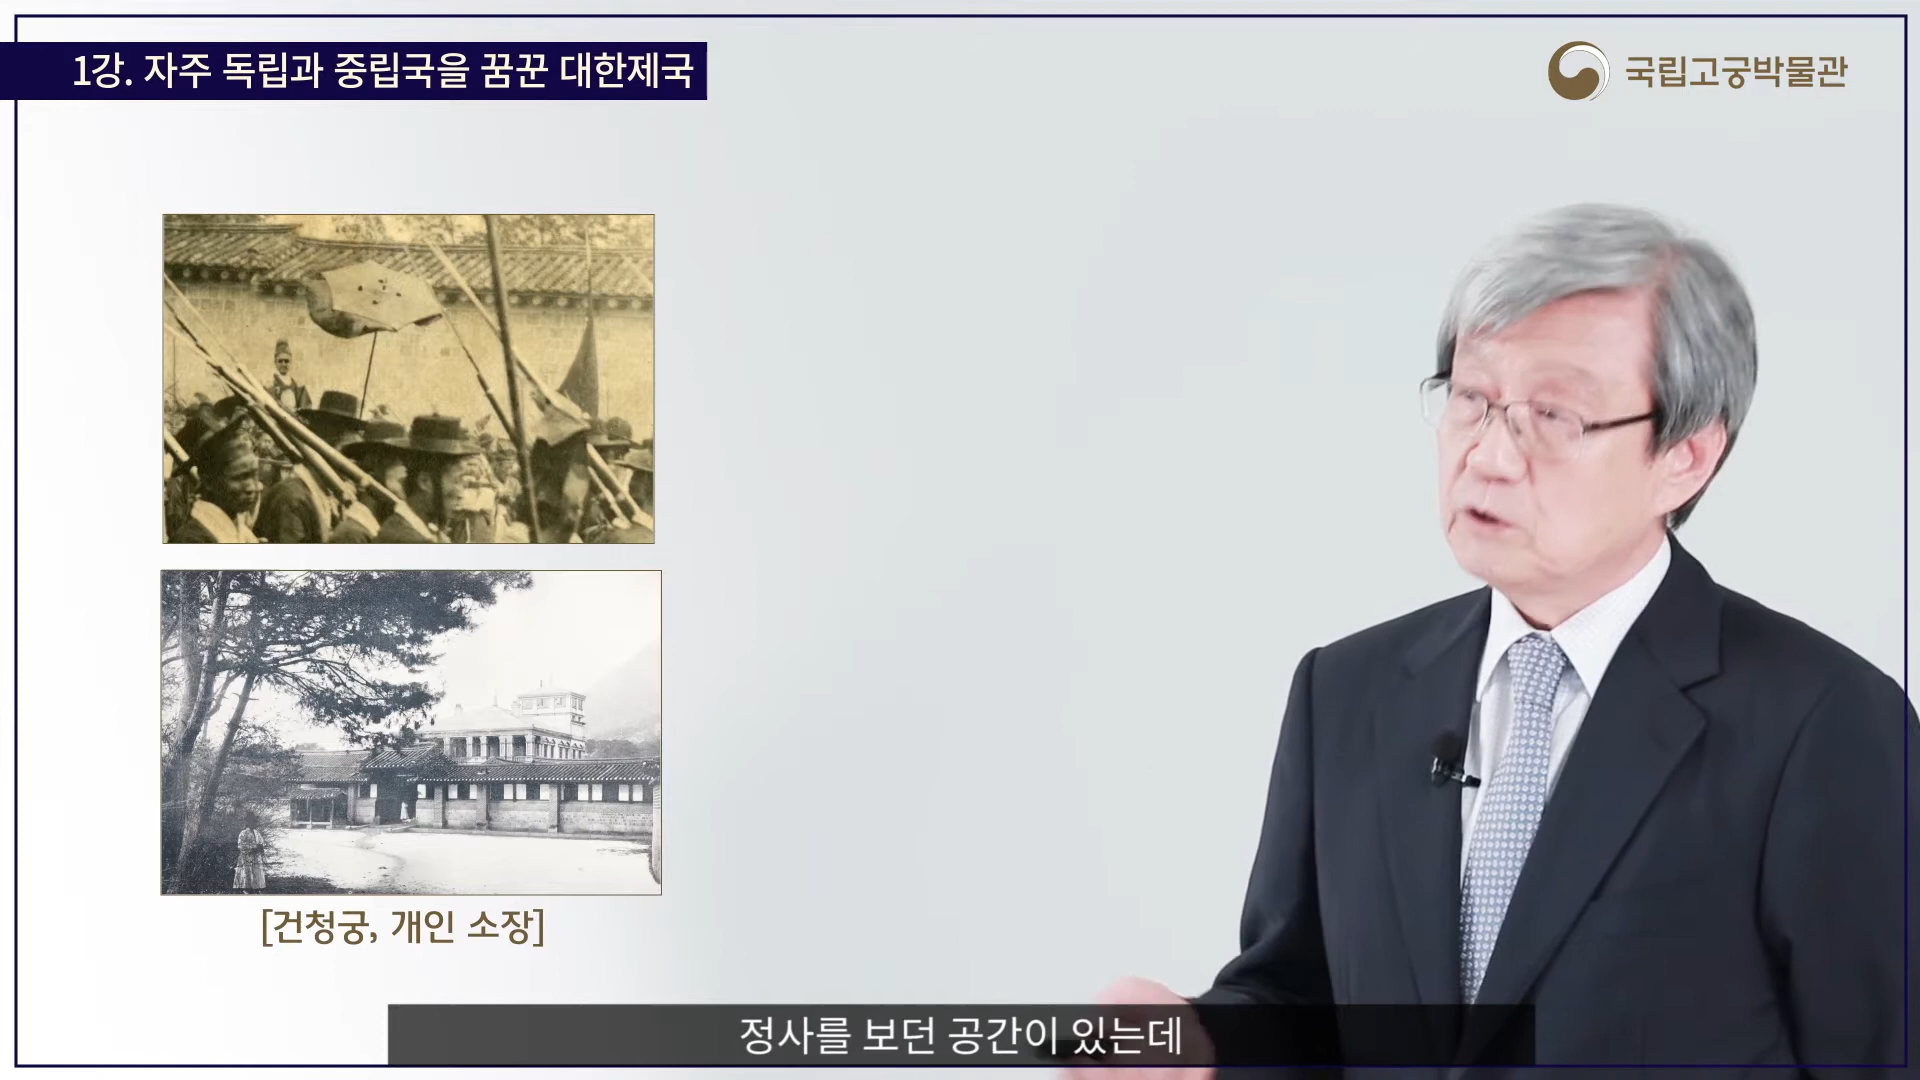 1강. 자주 독립과 중립국을 꿈꾼 대한제국
국립고궁박물관
[건청궁, 개인 소장]
정사를 보던 공간이 있는데